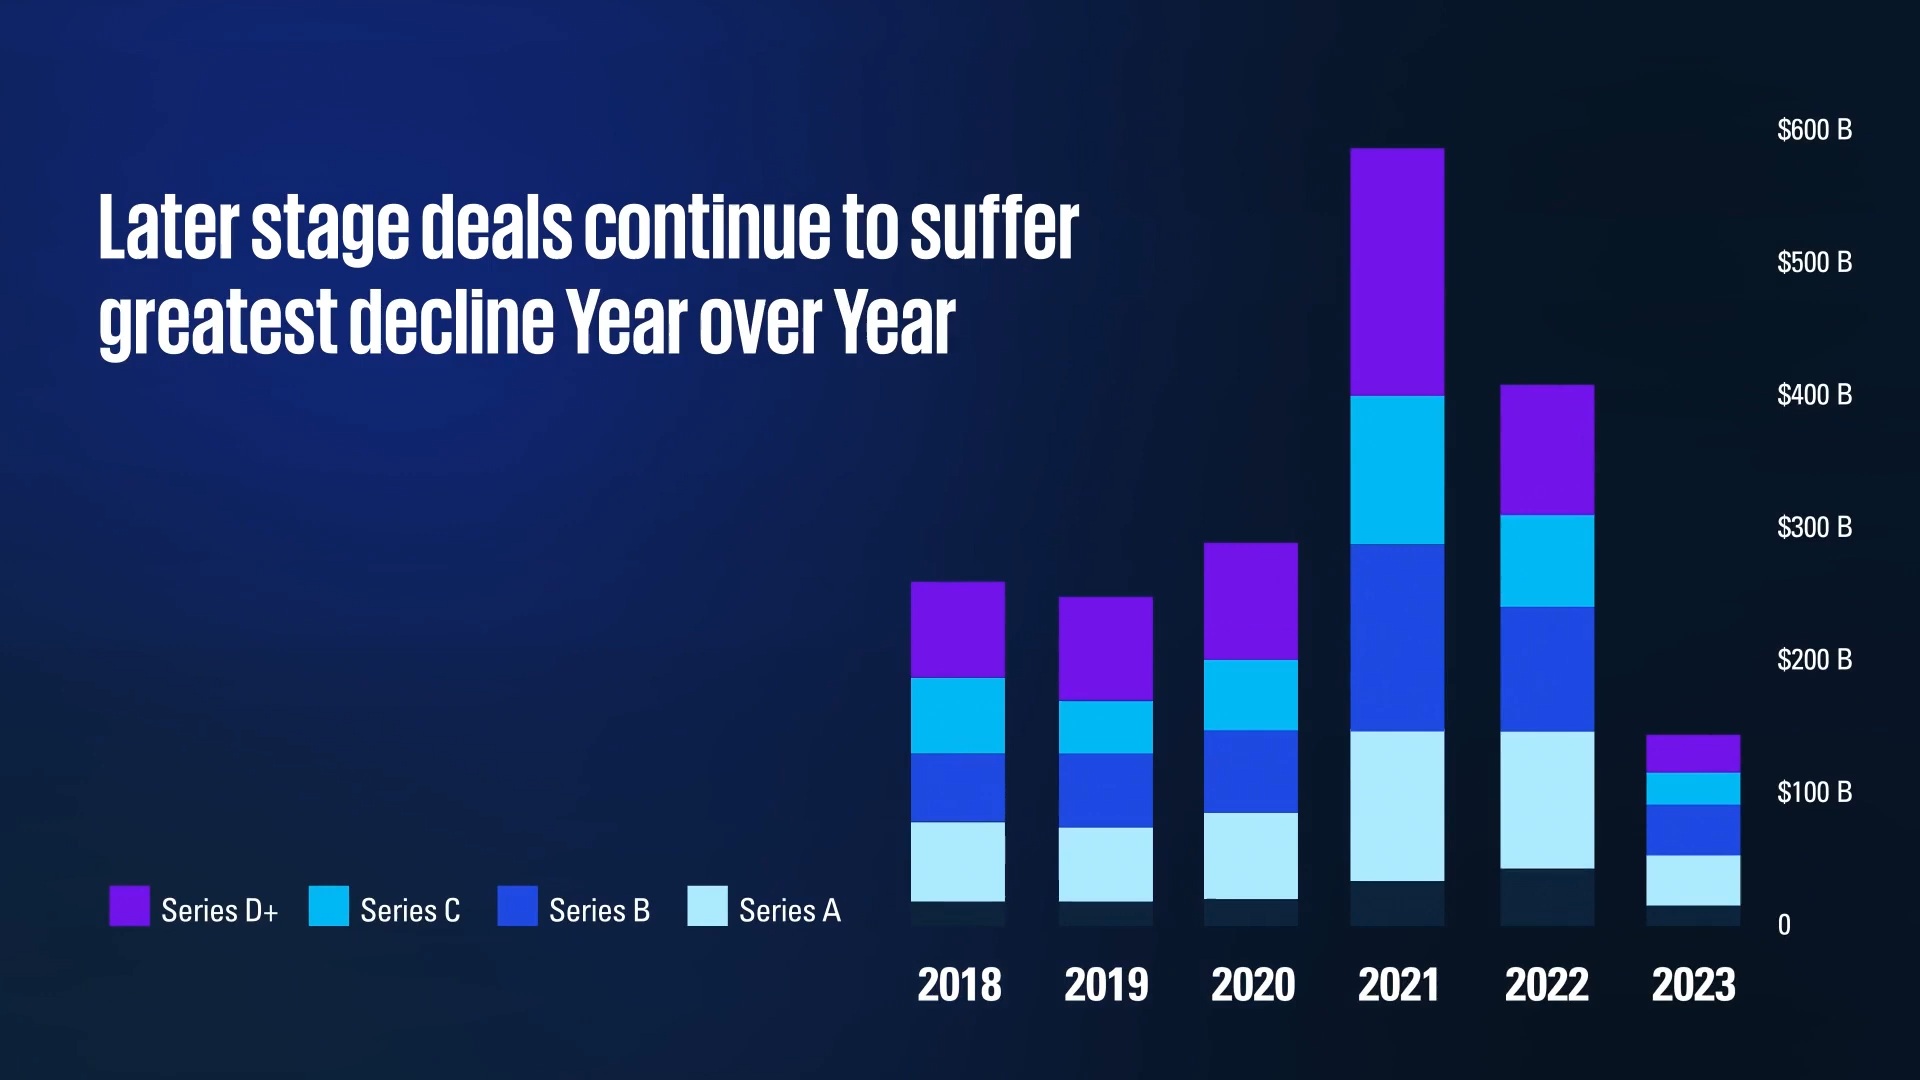 Later stage deals continue to suffer
greatest decline Year over Year
$600 B
$500 B
$400 B
$300 B
$200 B
$100 B
0
Series D+ Series C Series B Series A
2018 2019 2020 2021 2022 2023